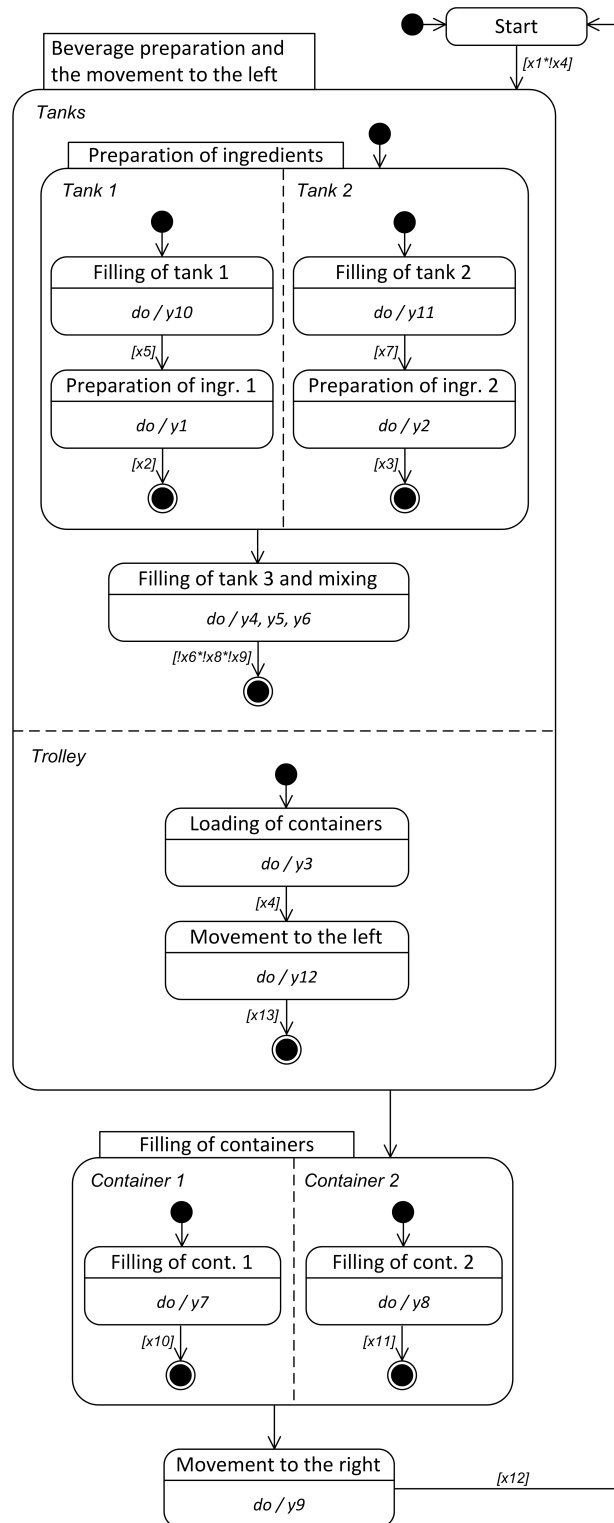 Start
[x1*!x4]
Beverage preparation and
the movement to the left
Tanks
Preparation of ingredients
Tank 1
Tank 2
Filling of tank 1
do / y10
Filling of tank 2
do / y11
[x5]
[x7]
Preparation of ingr. 1
do / y1
Preparation of ingr. 2
do / y2
[x2]
[x3]
Filling of tank 3 and mixing
do / y4, y5, y6
[!x6*!x8*!x9]
Trolley
Loading of containers
do / y3
[x4]
Movement to the left
do / y12
[x13]
Filling of containers
Container 1
Container 2
Filling of cont. 1
do / y7
Filling of cont. 2
do / y8
[x10]
[x11]
Movement to the right
do / y9
[x12]